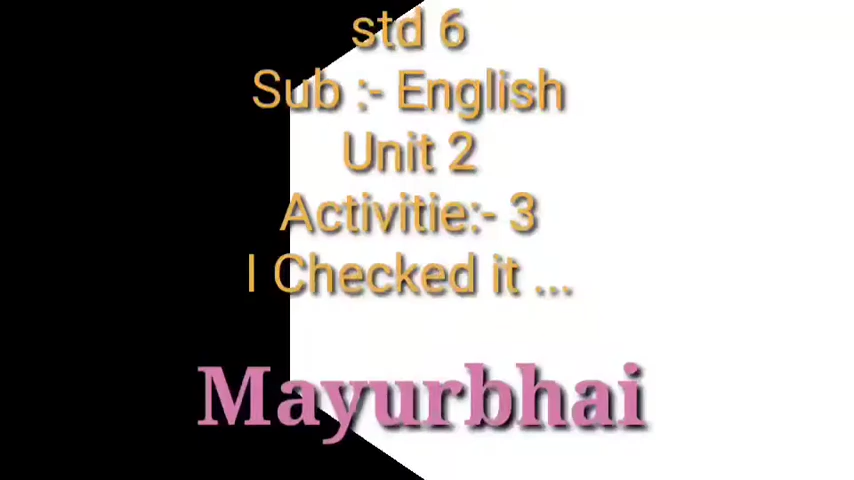 std 6
Sub :- English
Unit 2
Activitie:- 3
I Checked it ...
Mayurbhai